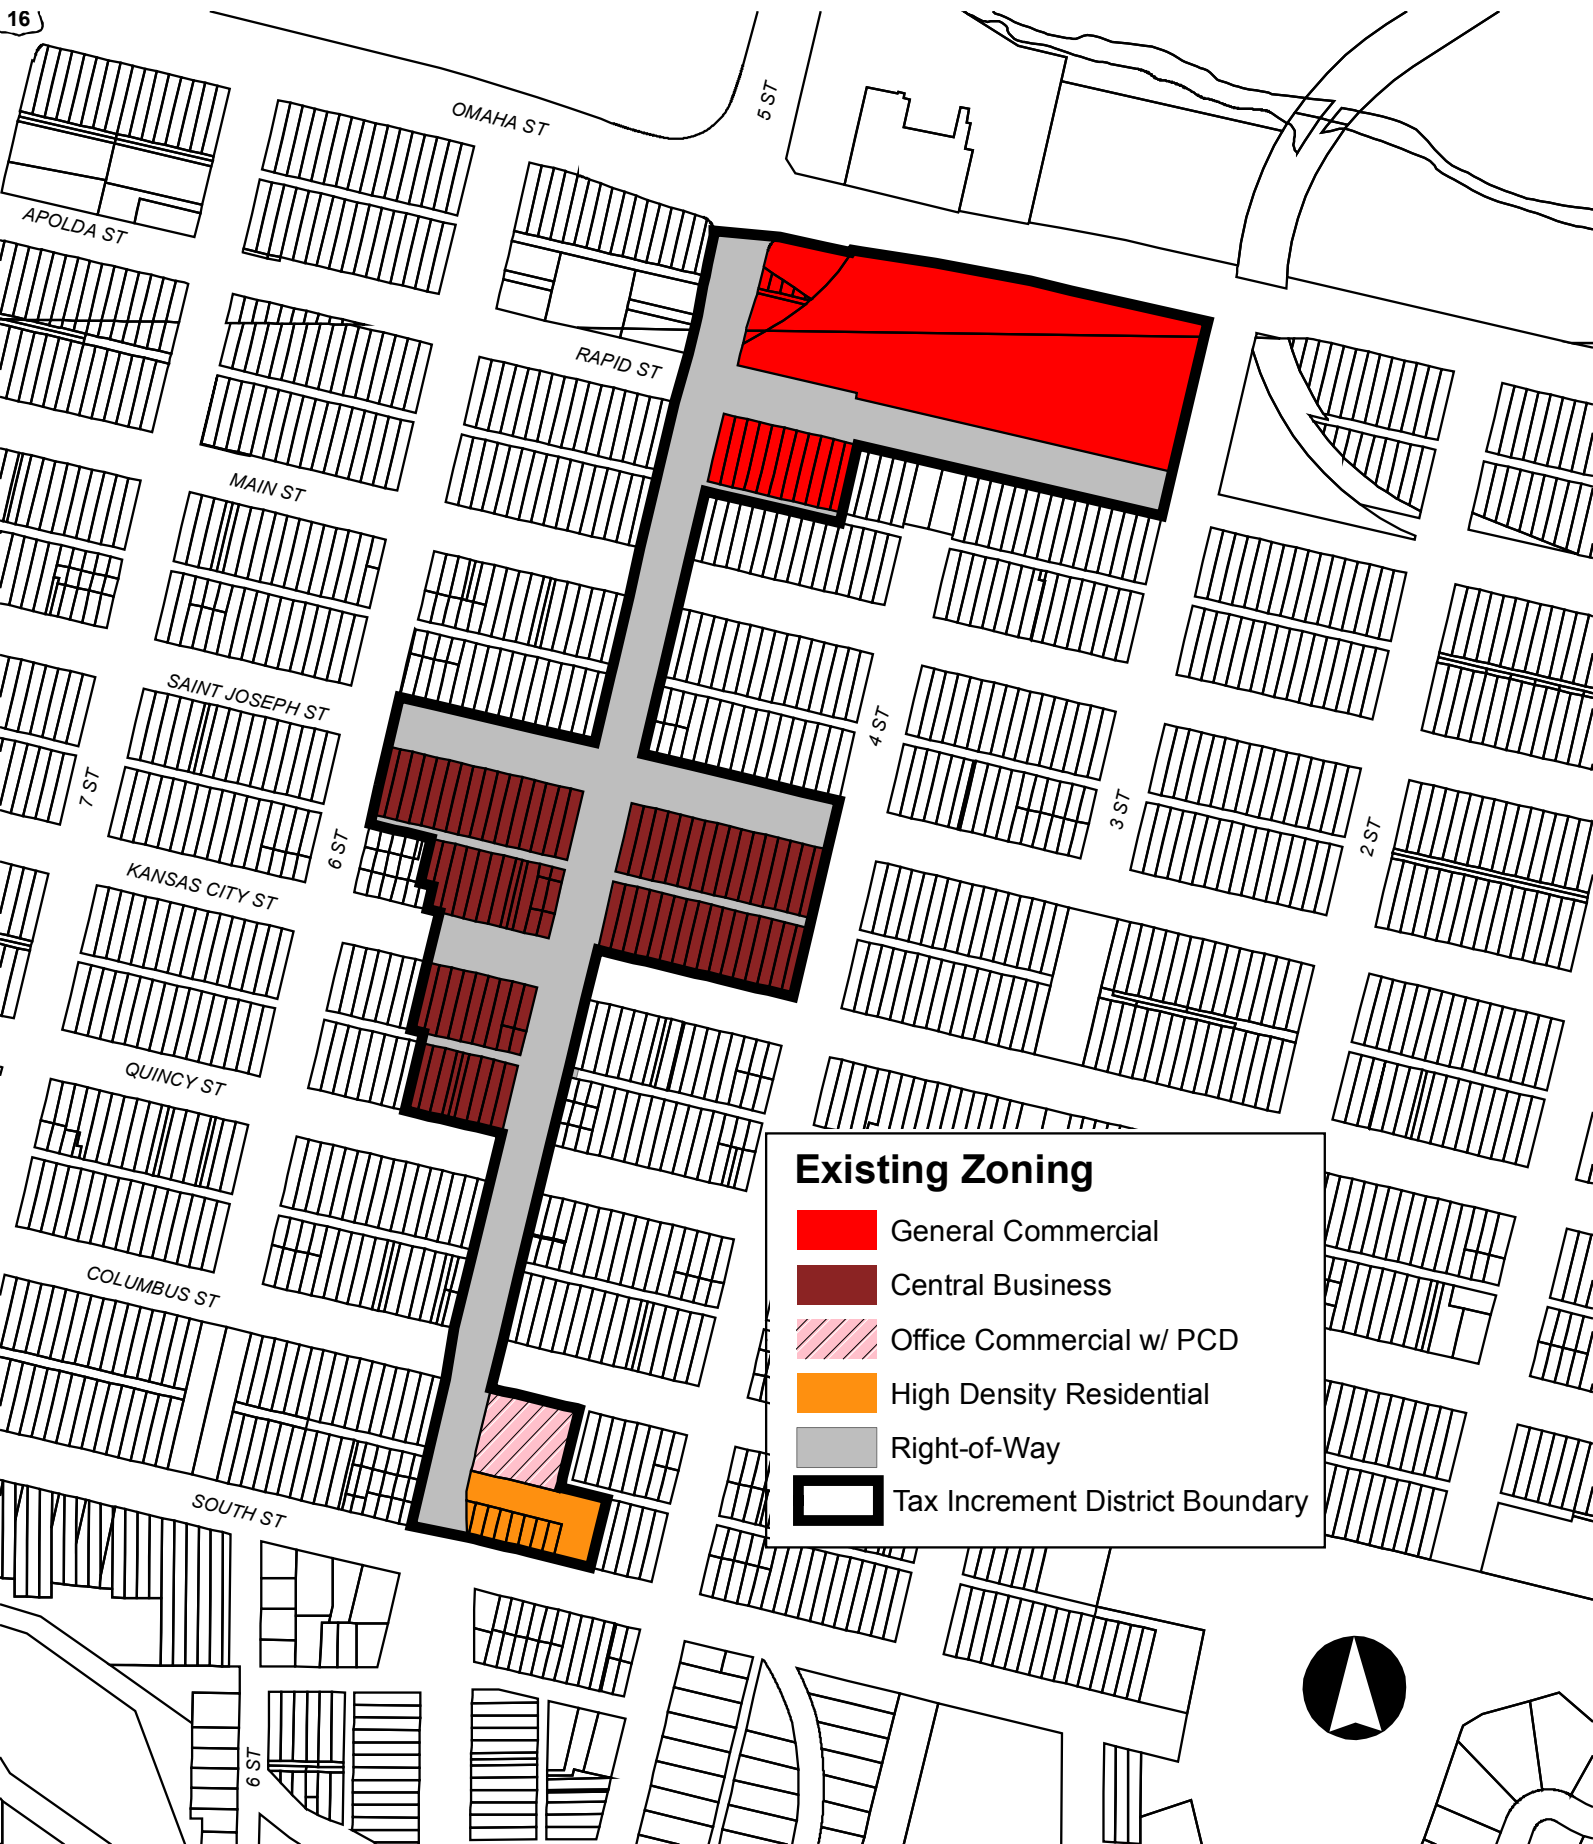 16
OMAHA ST
5 ST
APOLDA ST
RAPID ST
MAIN ST
SAINT JOSEPH ST
4 ST
7 ST
6 ST
3 ST
2 ST
KANSAS CITY ST
QUINCY ST
COLUMBUS ST
SOUTH ST
6 ST
Existing Zoning
General Commercial
Central Business
Office Commercial w/ PCD
High Density Residential
Right-of-Way
Tax Increment District Boundary